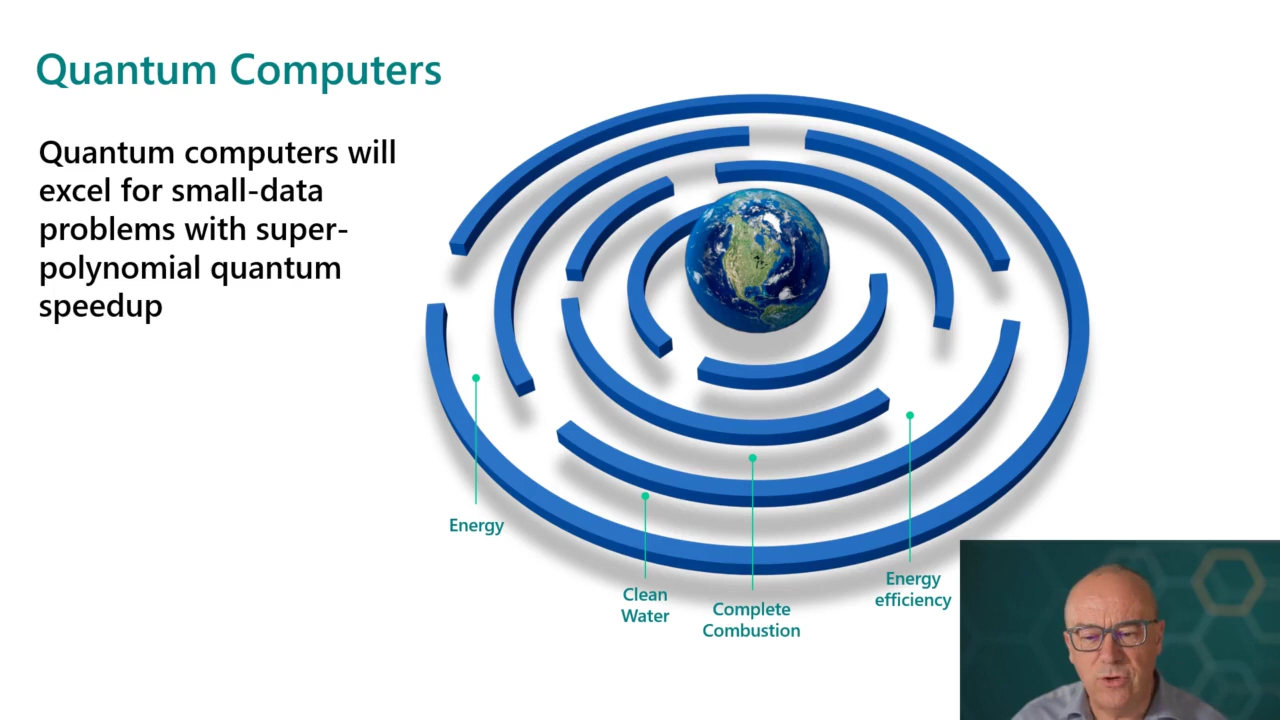 Quantum Computers
Quantum computers will
excel for small-data
problems with super-
polynomial quantum
speedup
Energy
Clean
Water
Complete
Combustion
Energy
efficiency